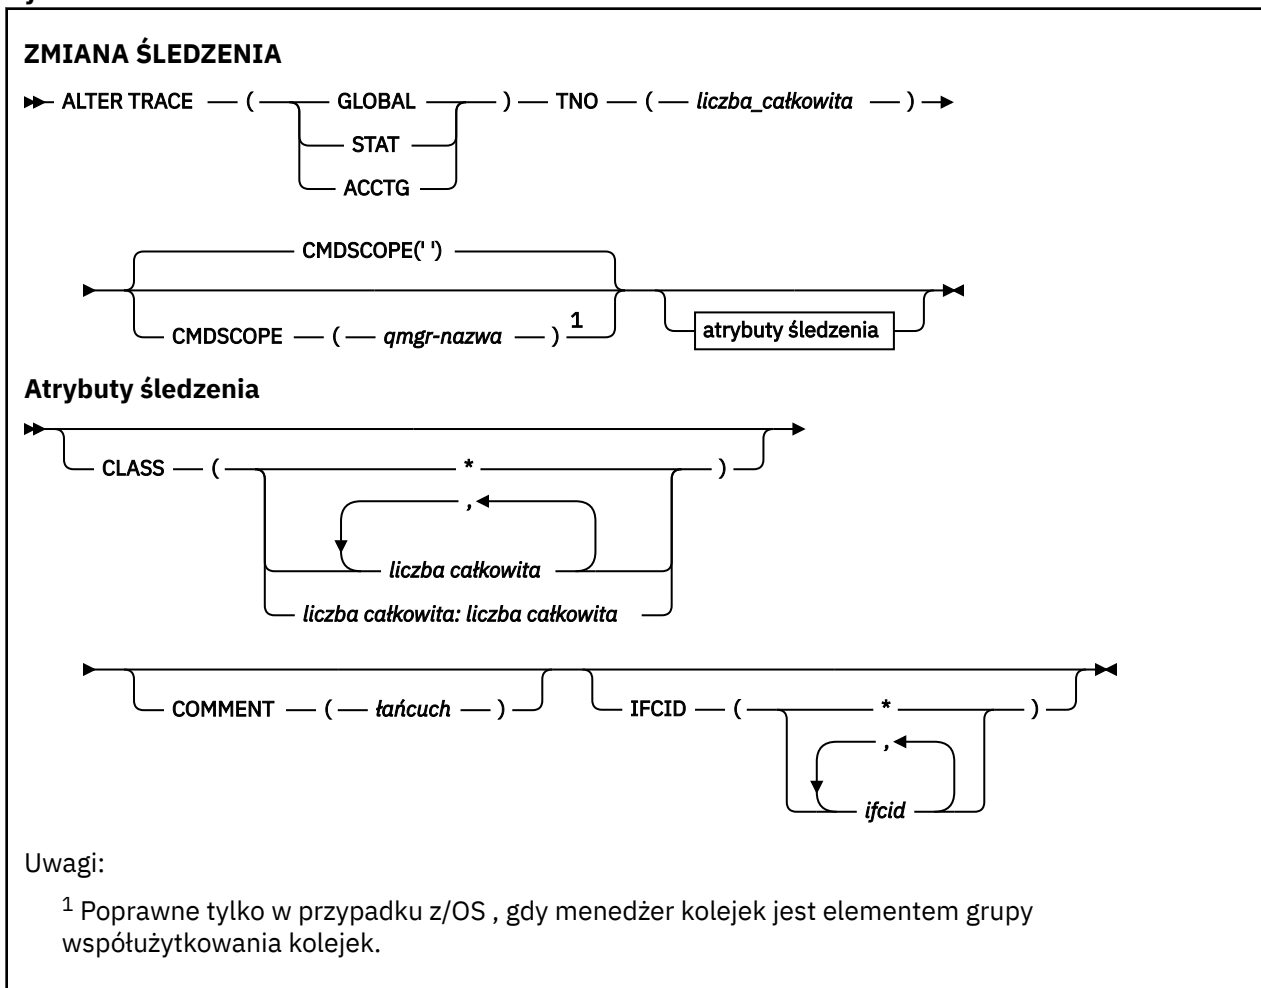 ZMIANA ŚLEDZENIA
ALTER TRACE ( GLOBAL ) TNO ( liczba_całkowita )
STAT
ACCTG
CMDSCOPE(' ')
CMDSCOPE ( qmgr-nazwa ) 1
atrybuty śledzenia
Atrybuty śledzenia
CLASS ( * )
,
liczba całkowita
liczba całkowita: liczba całkowita
COMMENT ( łańcuch ) IFCID ( * )
,
ifcid
Uwagi:
1 Poprawne tylko w przypadku z/OS , gdy menedżer kolejek jest elementem grupy
współużytkowania kolejek.